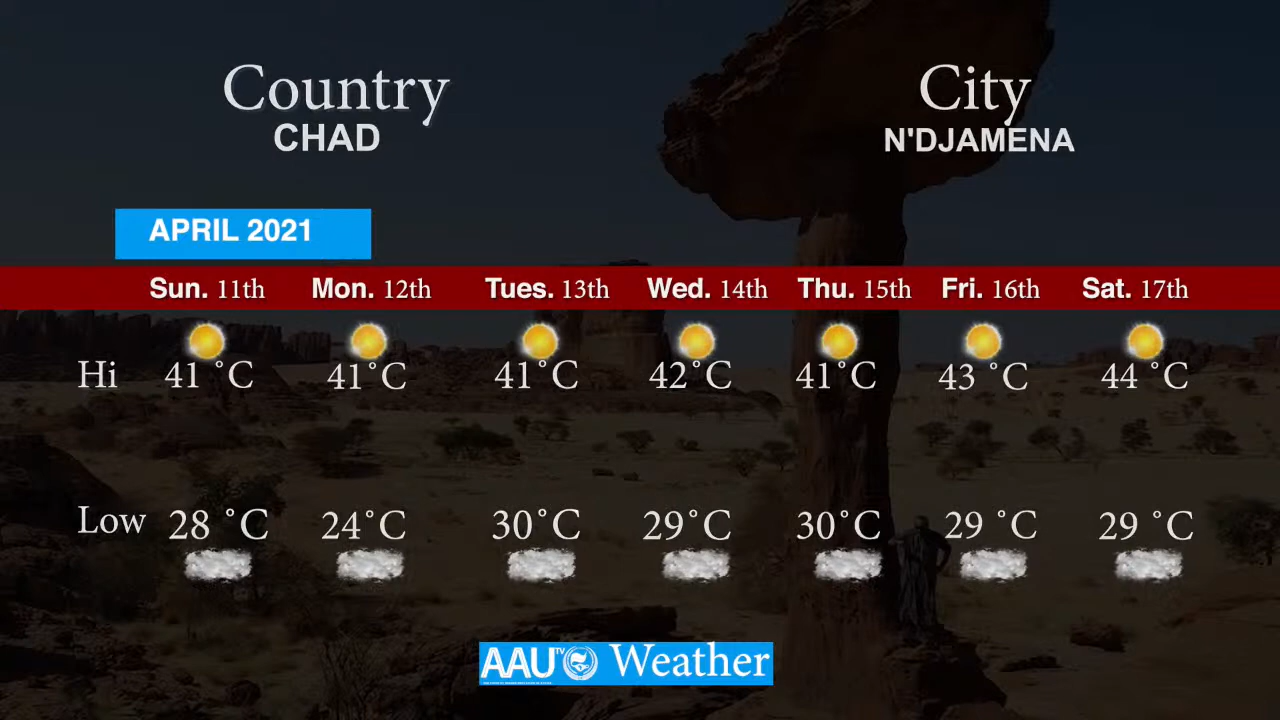 Country
CHAD
City
N'DJAMENA
APRIL 2021
Sun. 11th Mon. 12th Tues. 13th Wed. 14th Thu. 15th Fri. 16th Sat. 17th
Hi 41 °C 41°C 41°C 42°C 41°C 43 °C 44 °C
Low 28 °C 24°C 30°C 29°C 30°C 29 °C 29 °C
AAU TV Weather